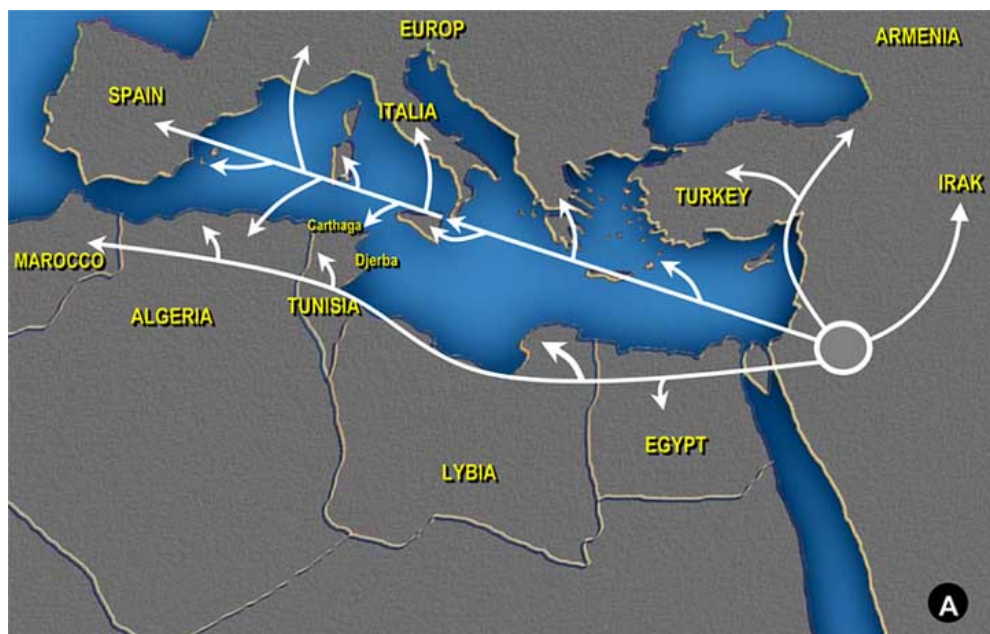 EUROP
ARMENIA
SPAIN
ITALIA
IRAK
TURKEY
Carthaga
MAROCCO
Djerba
TUNISIA
ALGERIA
EGYPT
LYBIA
A